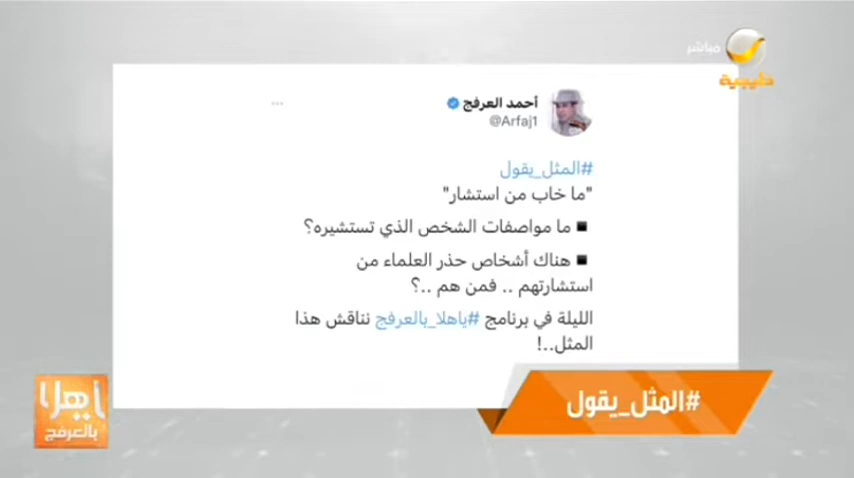 مباشر
خليجية
أحمد العرفج
@Arfaj1
#المثل_يقول
"ما خاب من استشار"
■ ما مواصفات الشخص الذي تستشيره؟
■ هناك أشخاص حذر العلماء من
استشارتهم .. فمن هم ..؟
الليلة في برنامج #ياهلا_بالعرفج نناقش هذا
المثل..!
#المثل_يقول
ياهلا
بالعرفج